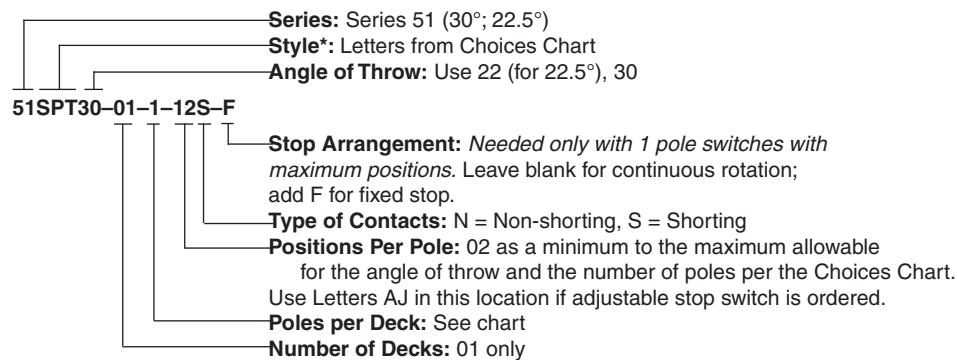 Series: Series 51 (30°; 22.5°)
Style*: Letters from Choices Chart
Angle of Throw: Use 22 (for 22.5°), 30
51SPT30–01–1–12S–F
Stop Arrangement: Needed only with 1 pole switches with
maximum positions. Leave blank for continuous rotation;
add F for fixed stop.
Type of Contacts: N = Non-shorting, S = Shorting
Positions Per Pole: 02 as a minimum to the maximum allowable
for the angle of throw and the number of poles per the Choices Chart.
Use Letters AJ in this location if adjustable stop switch is ordered.
Poles per Deck: See chart
Number of Decks: 01 only